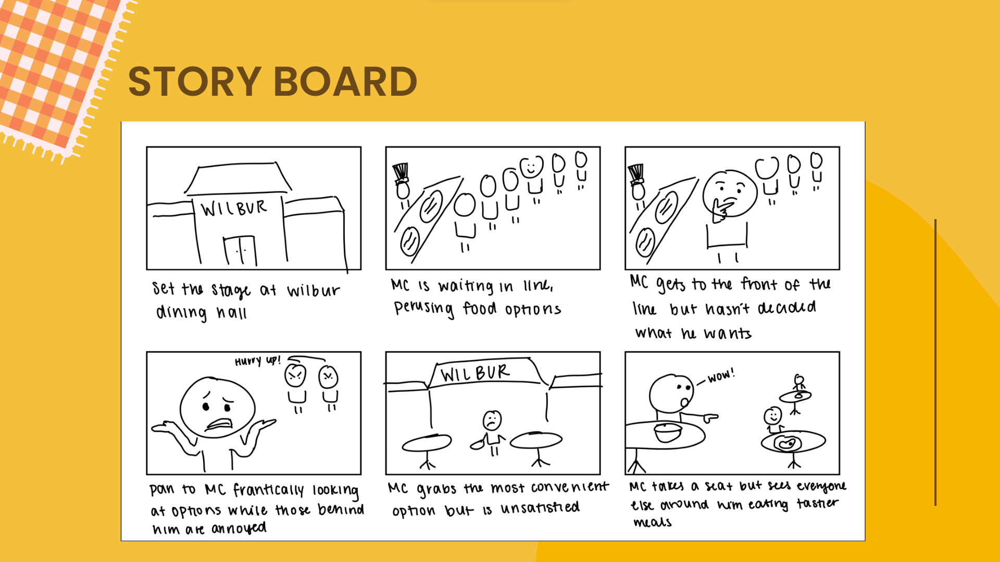 STORY BOARD
WILBUR
set the stage at wilbur
dining hall
MC is waiting in line,
perusing food options
MC gets to the front of the
line but hasn't decided
what he wants
Hurry up!
pan to MC frantically looking
at options while those behind
him are annoyed
WILBUR
MC grabs the most convenient
option but is unsatisfied
WOW!
MC takes a seat but sees everyone
else around him eating tastier
meals